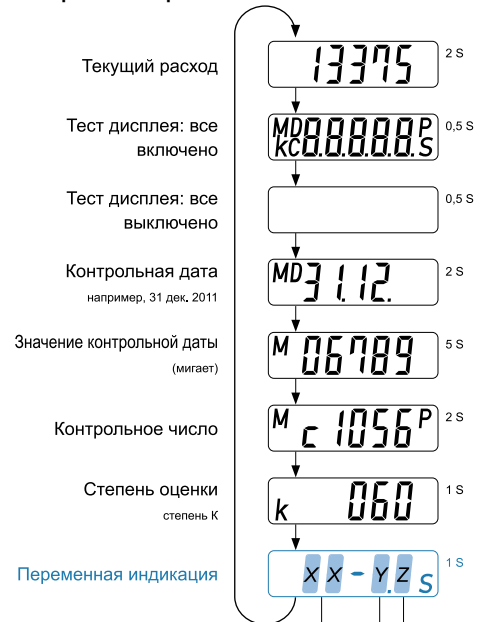 Текущий расход
13375
2 S
Тест дисплея: все
включено
MD
kC
8.8.8.8.8.
P
S
0,5 S
Тест дисплея: все
выключено
0,5 S
Контрольная дата
например, 31 дек. 2011
MD
31.12.
2 S
Значение контрольной даты
(мигает)
M
06789
5 S
Контрольное число
M
c 1056
P
2 S
Степень оценки
степень К
k
060
1 S
Переменная индикация
X X - Y. Z S
1 S